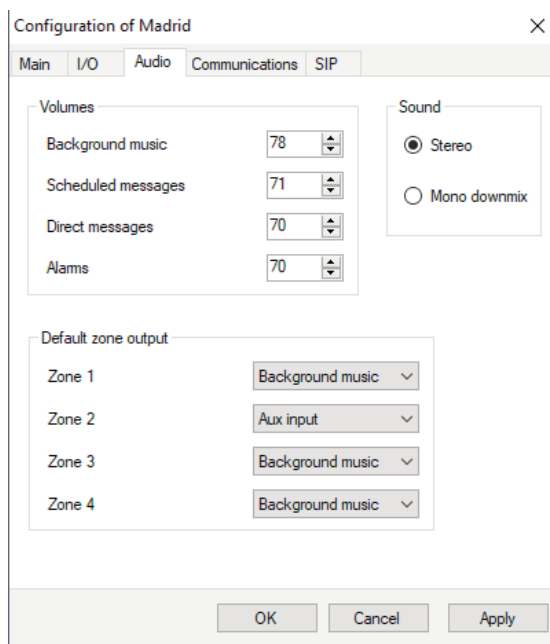 Configuration of Madrid
Main I/O Audio Communications SIP
Volumes
Background music 78
Scheduled messages 71
Direct messages 70
Alarms 70
Sound
Stereo
Mono downmix
Default zone output
Zone 1 Background music
Zone 2 Aux input
Zone 3 Background music
Zone 4 Background music
OK Cancel Apply